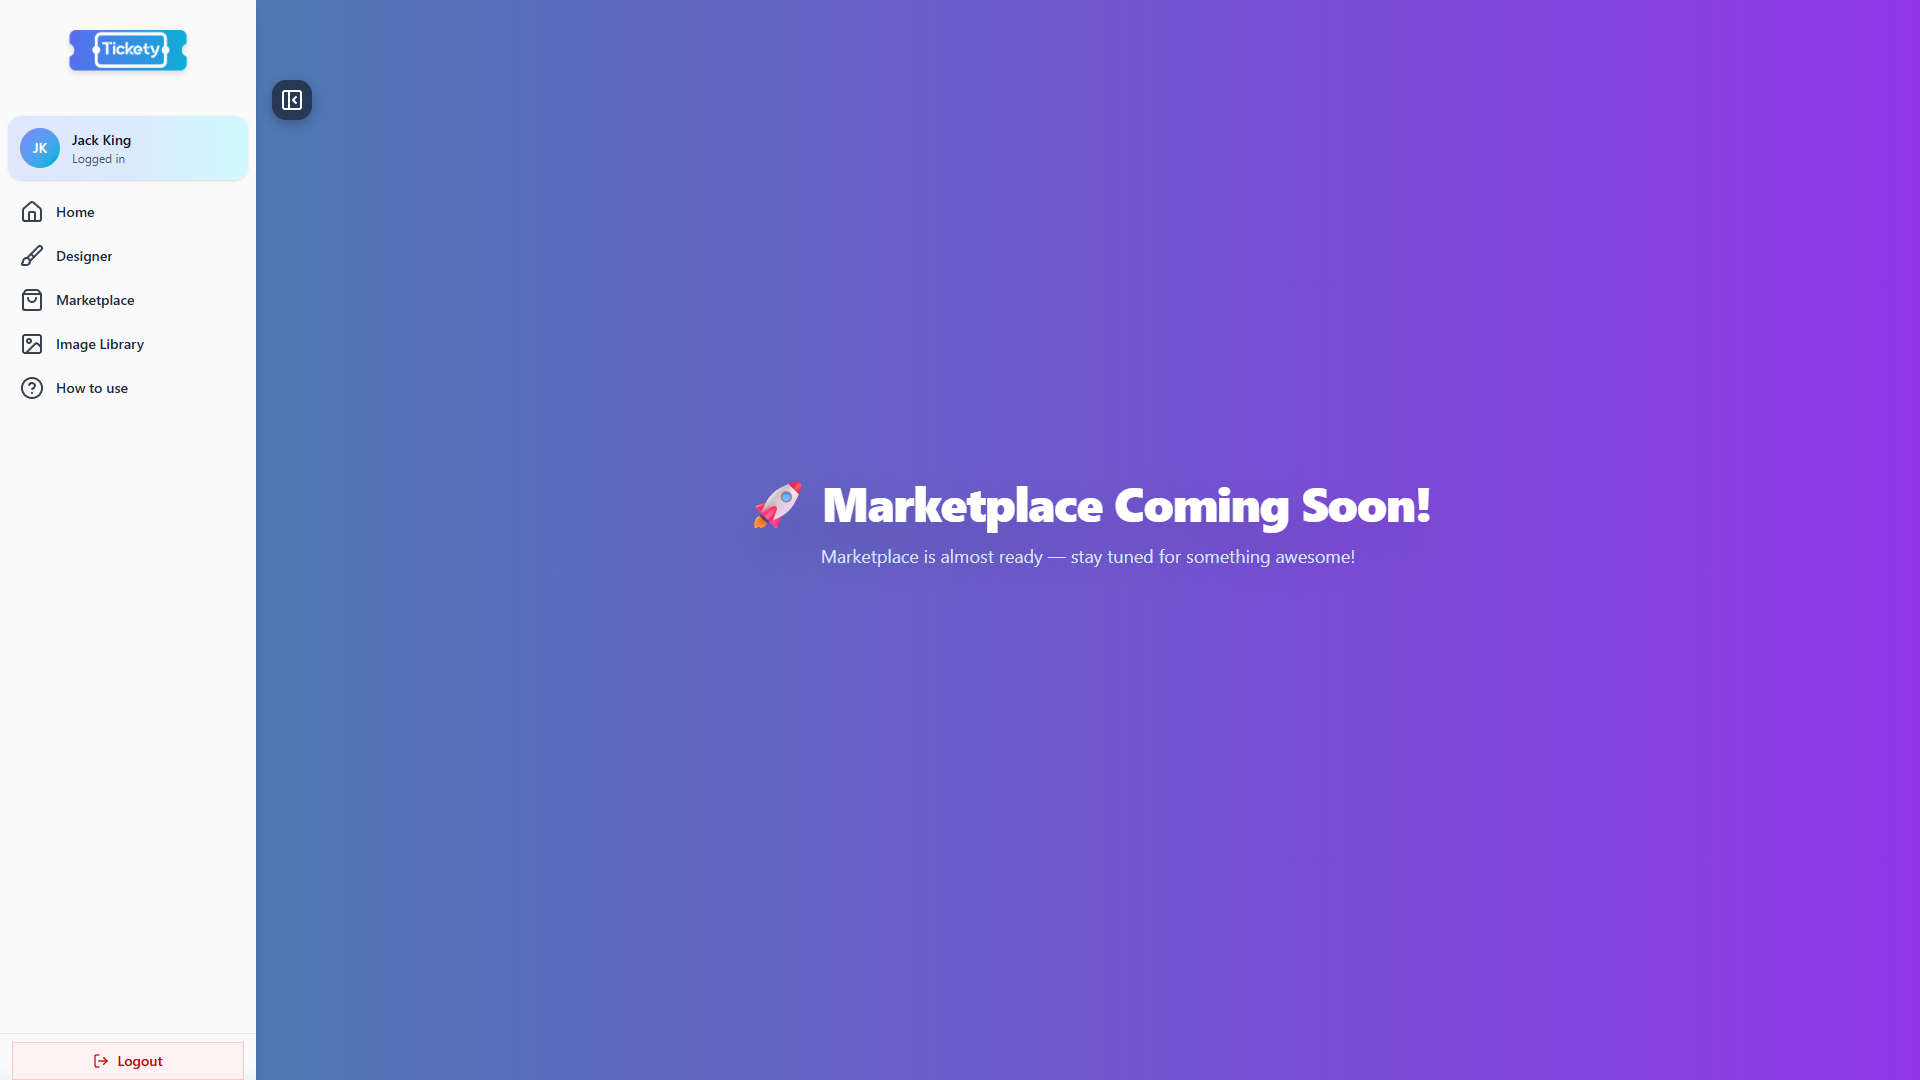 Tickety
JK
Jack King
Logged in
Home
Designer
Marketplace
Image Library
How to use
🚀 Marketplace Coming Soon!
Marketplace is almost ready — stay tuned for something awesome!
Logout